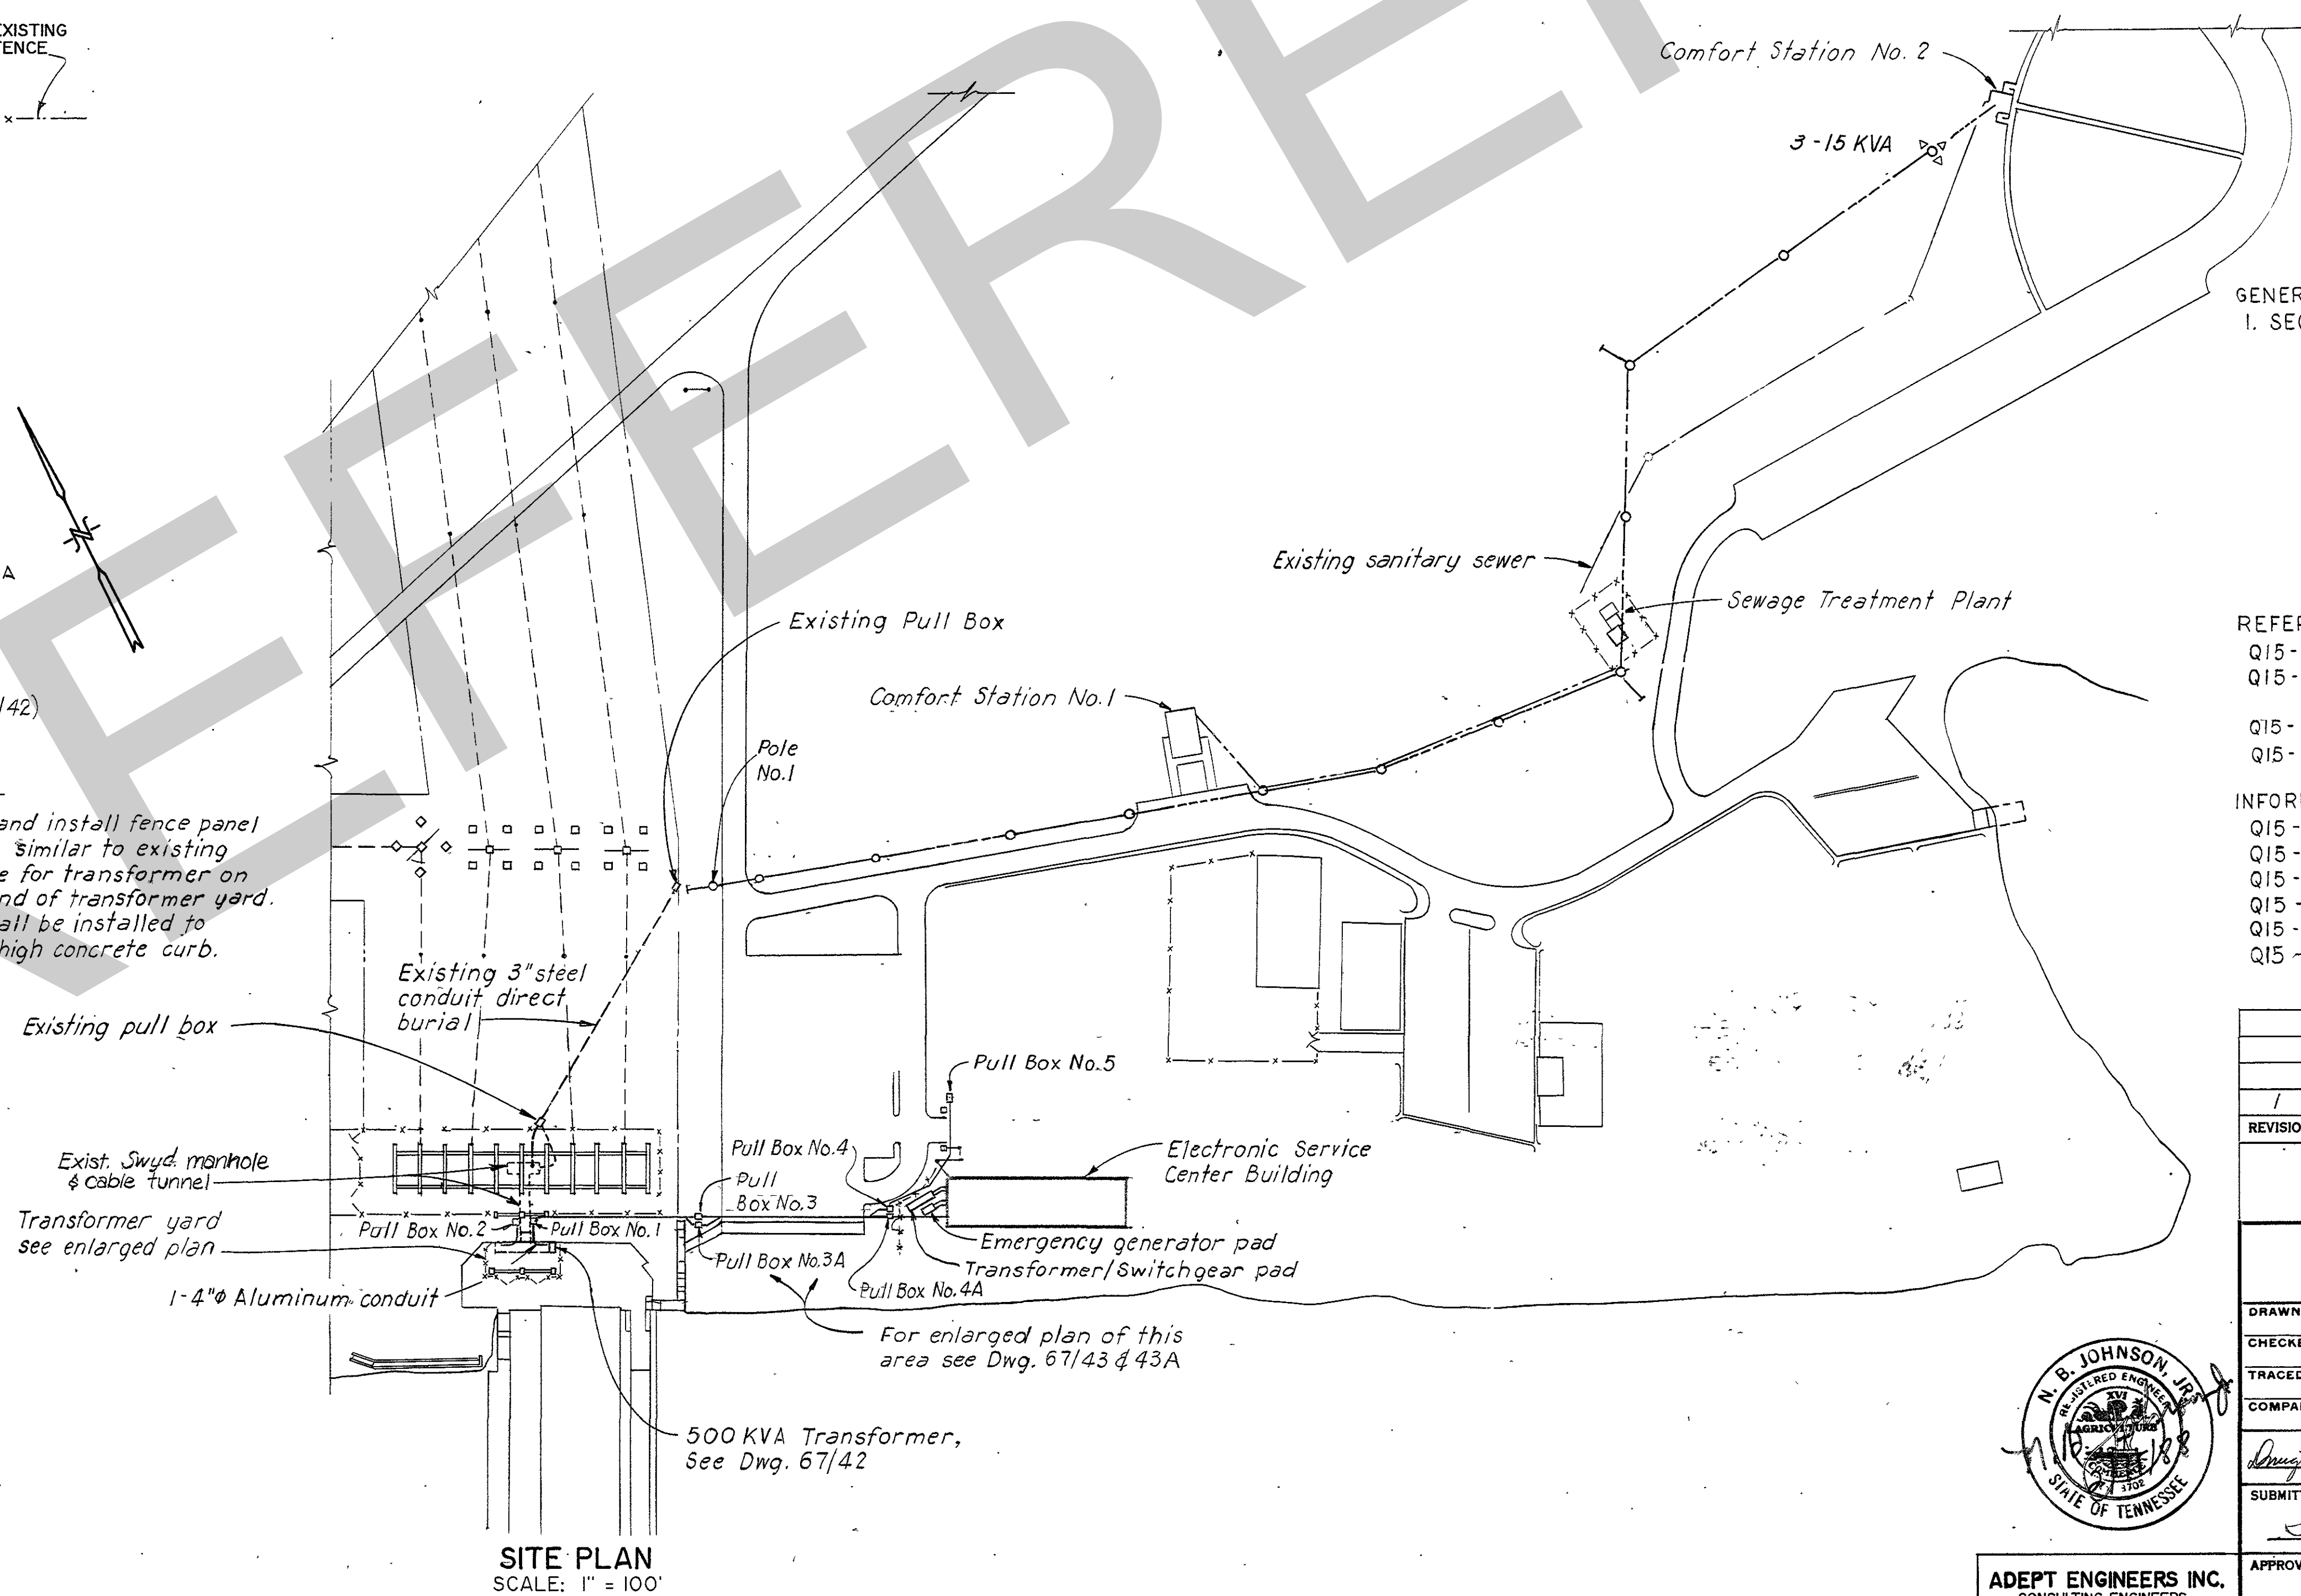 EXISTING
FENCE
Comfort Station No. 2
3-15 KVA
GENER
1. SEC
A
Existing sanitary sewer
Sewage Treatment Plant
Existing Pull Box
REFER
Q15-
Q15-
Q15-
Q15-
/42)
Comfort Station No.1
Pole
No.1
INFOR
Q15-
Q15-
Q15-
Q15-
Q15-
Q15-
and install fence panel
similar to existing
e for transformer on
nd of transformer yard.
all be installed to
high concrete curb.
Existing 3" steel
conduit direct
burial
Existing pull box
Pull Box No.5
1
REVISIO
Exist. Swyd. manhole
& cable tunnel
Pull Box No.4
Pull
Box No.3
Electronic Service
Center Building
Transformer yard
see enlarged plan
Pull Box No.2
Pull Box No.1
Pull Box No.3A
Emergency generator pad
Transformer/Switchgear pad
Pull Box No.4A
1-4"φ Aluminum conduit
For enlarged plan of this
area see Dwg. 67/43 & 43A
500 KVA Transformer,
See Dwg. 67/42
DRAWN
CHECKE
TRACED
COMPA
SUBMIT
APPROV
N. B. JOHNSON, JR.
REGISTERED ENGINEER
XVI
AGRICULTURE
COMMERCE
STATE OF TENNESSEE
SITE PLAN
SCALE: 1" = 100'
ADEPT ENGINEERS INC.
CONSULTING ENGINEERS
EFERE